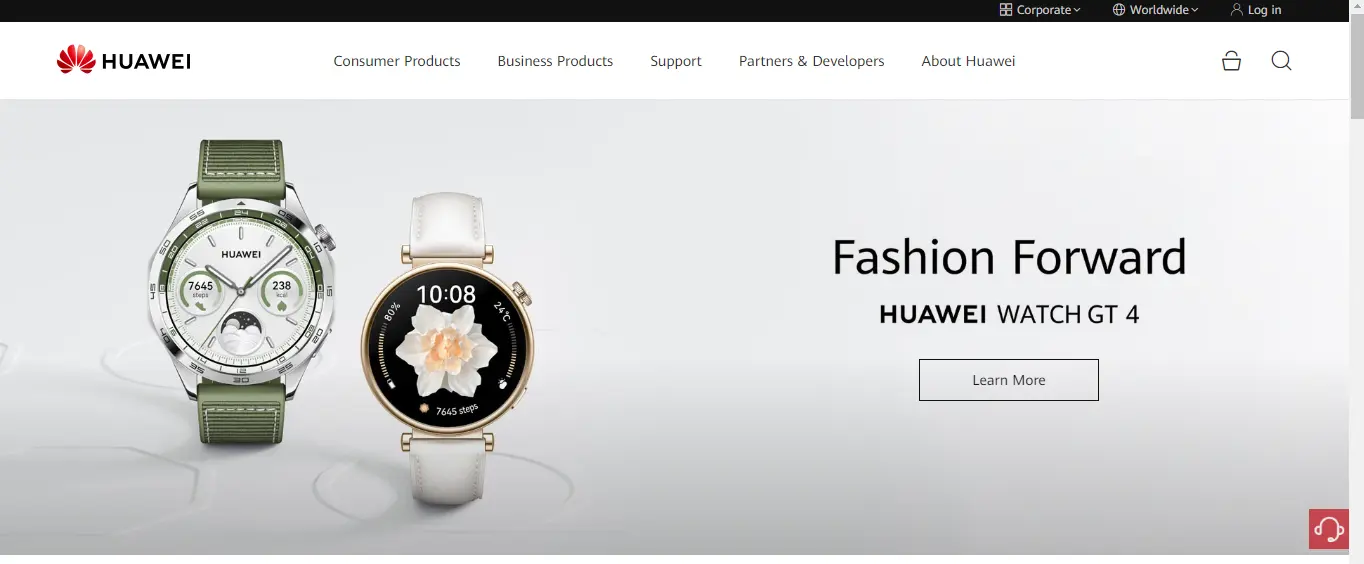 Corporate
Worldwide
Log in
HUAWEI
Consumer Products
Business Products
Support
Partners & Developers
About Huawei
HUAWEI
7645
steps
238
kcal
10:08
80%
24°C
7645 steps
Fashion Forward
HUAWEI WATCH GT 4
Learn More